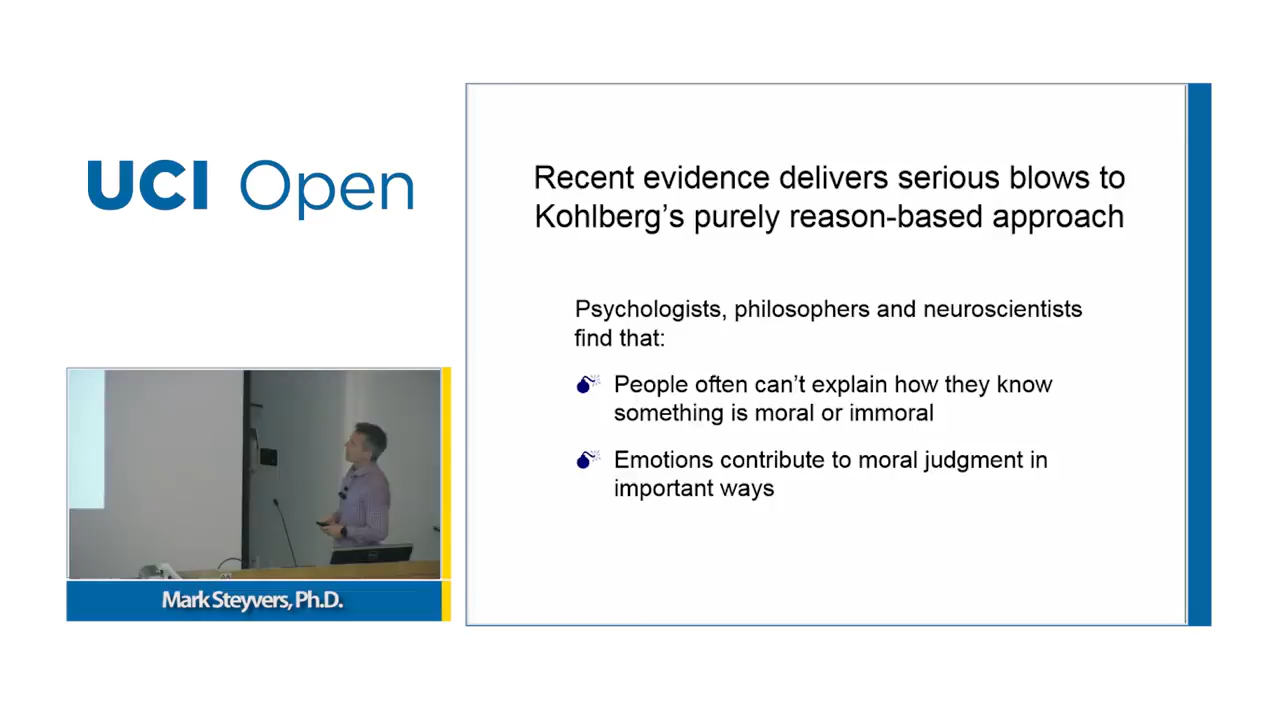 UCI Open
Recent evidence delivers serious blows to
Kohlberg's purely reason-based approach
Psychologists, philosophers and neuroscientists
find that:
People often can't explain how they know
something is moral or immoral
Emotions contribute to moral judgment in
important ways
Mark Steyvers, Ph.D.